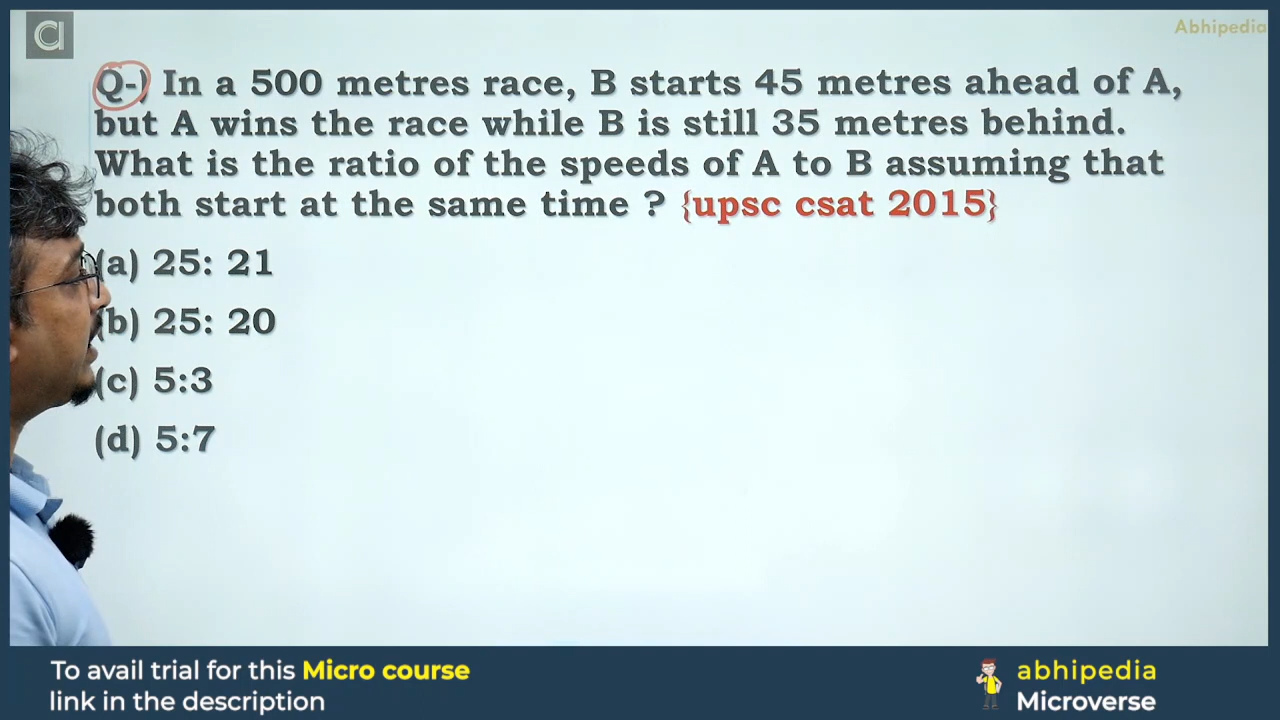 a
Abhipedia
Q-) In a 500 metres race, B starts 45 metres ahead of A,
but A wins the race while B is still 35 metres behind.
What is the ratio of the speeds of A to B assuming that
both start at the same time ? {upsc csat 2015}
(a) 25: 21
(b) 25: 20
(c) 5:3
(d) 5:7
To avail trial for this Micro course
link in the description
abhipedia
Microverse